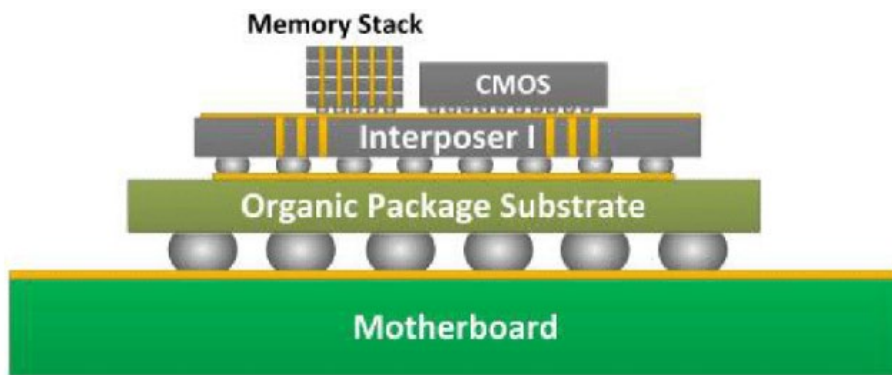 Memory Stack
CMOS
Interposer I
Organic Package Substrate
Motherboard